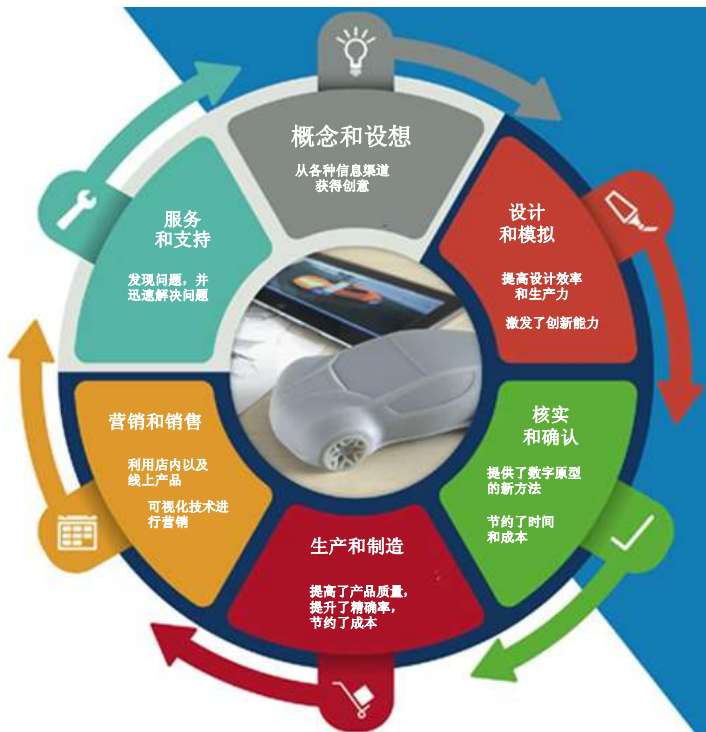 概念和设想
从各种信息渠道
获得创意
设计
和模拟
提高设计效率
和生产力
激发了创新能力
核实
和确认
提供了数字原型
的新方法
节约了时间
和成本
生产和制造
提高了产品质量，
提升了精确率，
节约了成本
营销和销售
利用店内以及
线上产品
可视化技术进
行营销
服务
和支持
发现问题，并
迅速解决问题